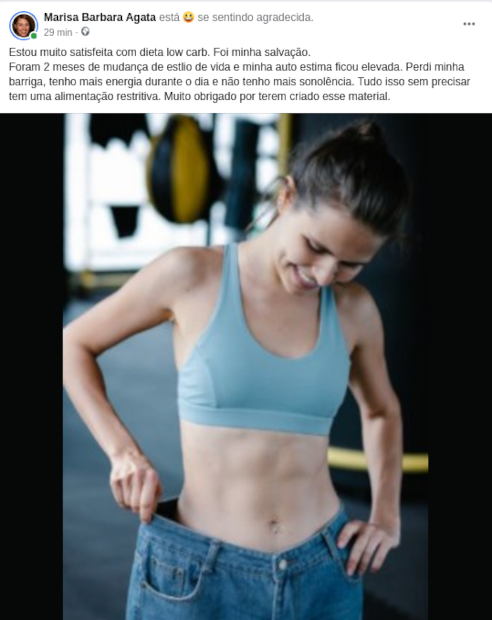 Marisa Barbara Agata está 😃 se sentindo agradecida.
29 min ·
Estou muito satisfeita com dieta low carb. Foi minha salvação.
Foram 2 meses de mudança de estlio de vida e minha auto estima ficou elevada. Perdi minha
barriga, tenho mais energia durante o dia e não tenho mais sonolência. Tudo isso sem precisar
tem uma alimentação restritiva. Muito obrigado por terem criado esse material.